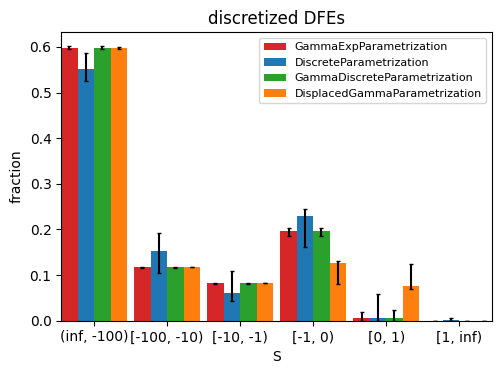 discretized DFEs
GammaExpParametrization
DiscreteParametrization
GammaDiscreteParametrization
DisplacedGammaParametrization
fraction
0.6
0.5
0.4
0.3
0.2
0.1
0.0
(inf, -100) [-100, -10) [-10, -1) [-1, 0) [0, 1) [1, inf)
S